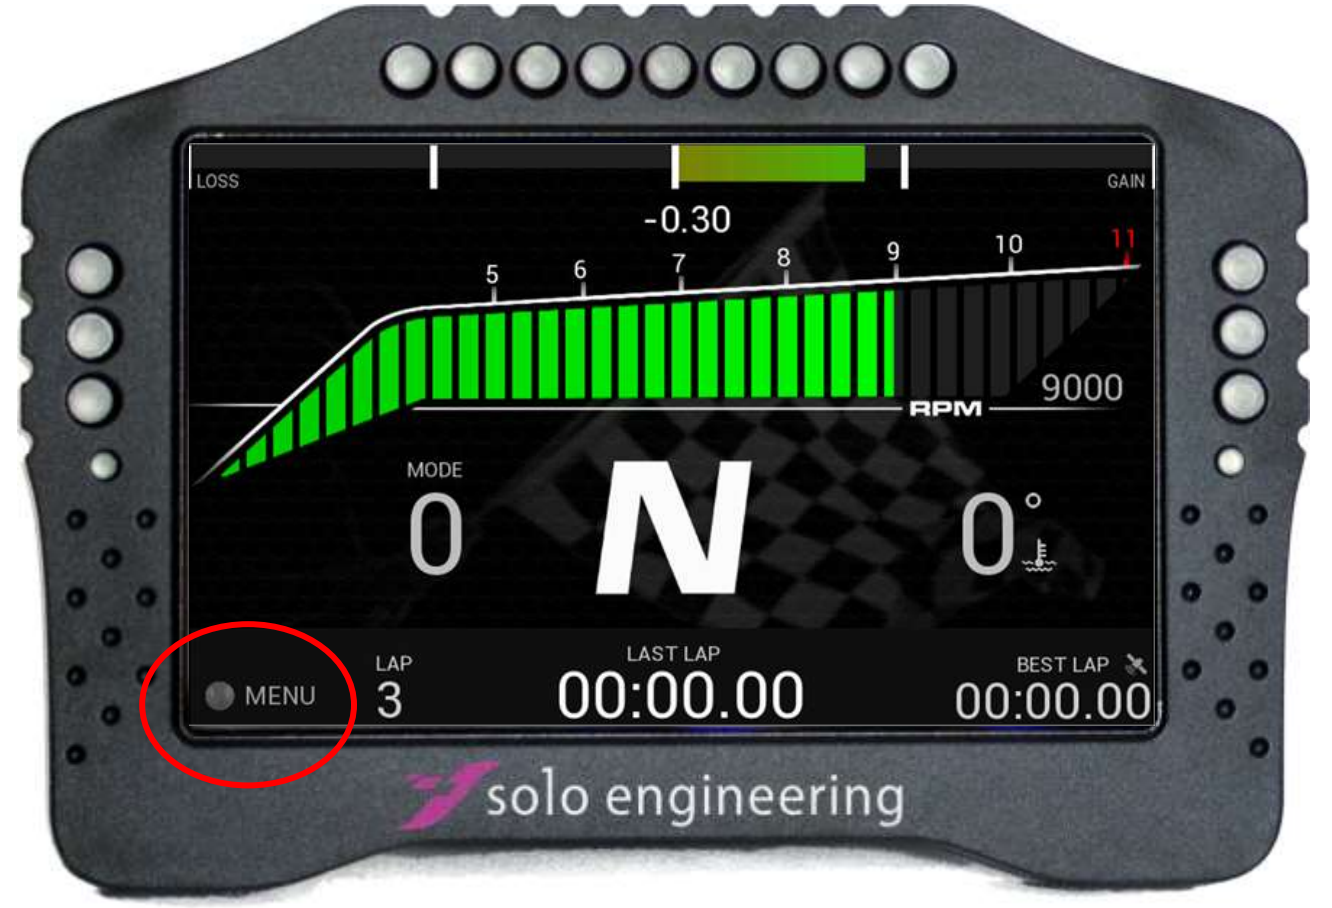 LOSS
GAIN
-0.30
5 6 7 8 9 10 11
9000
RPM
MODE
0
N
0°
MENU
LAP
3
LAST LAP
00:00.00
BEST LAP
00:00.00
solo engineering